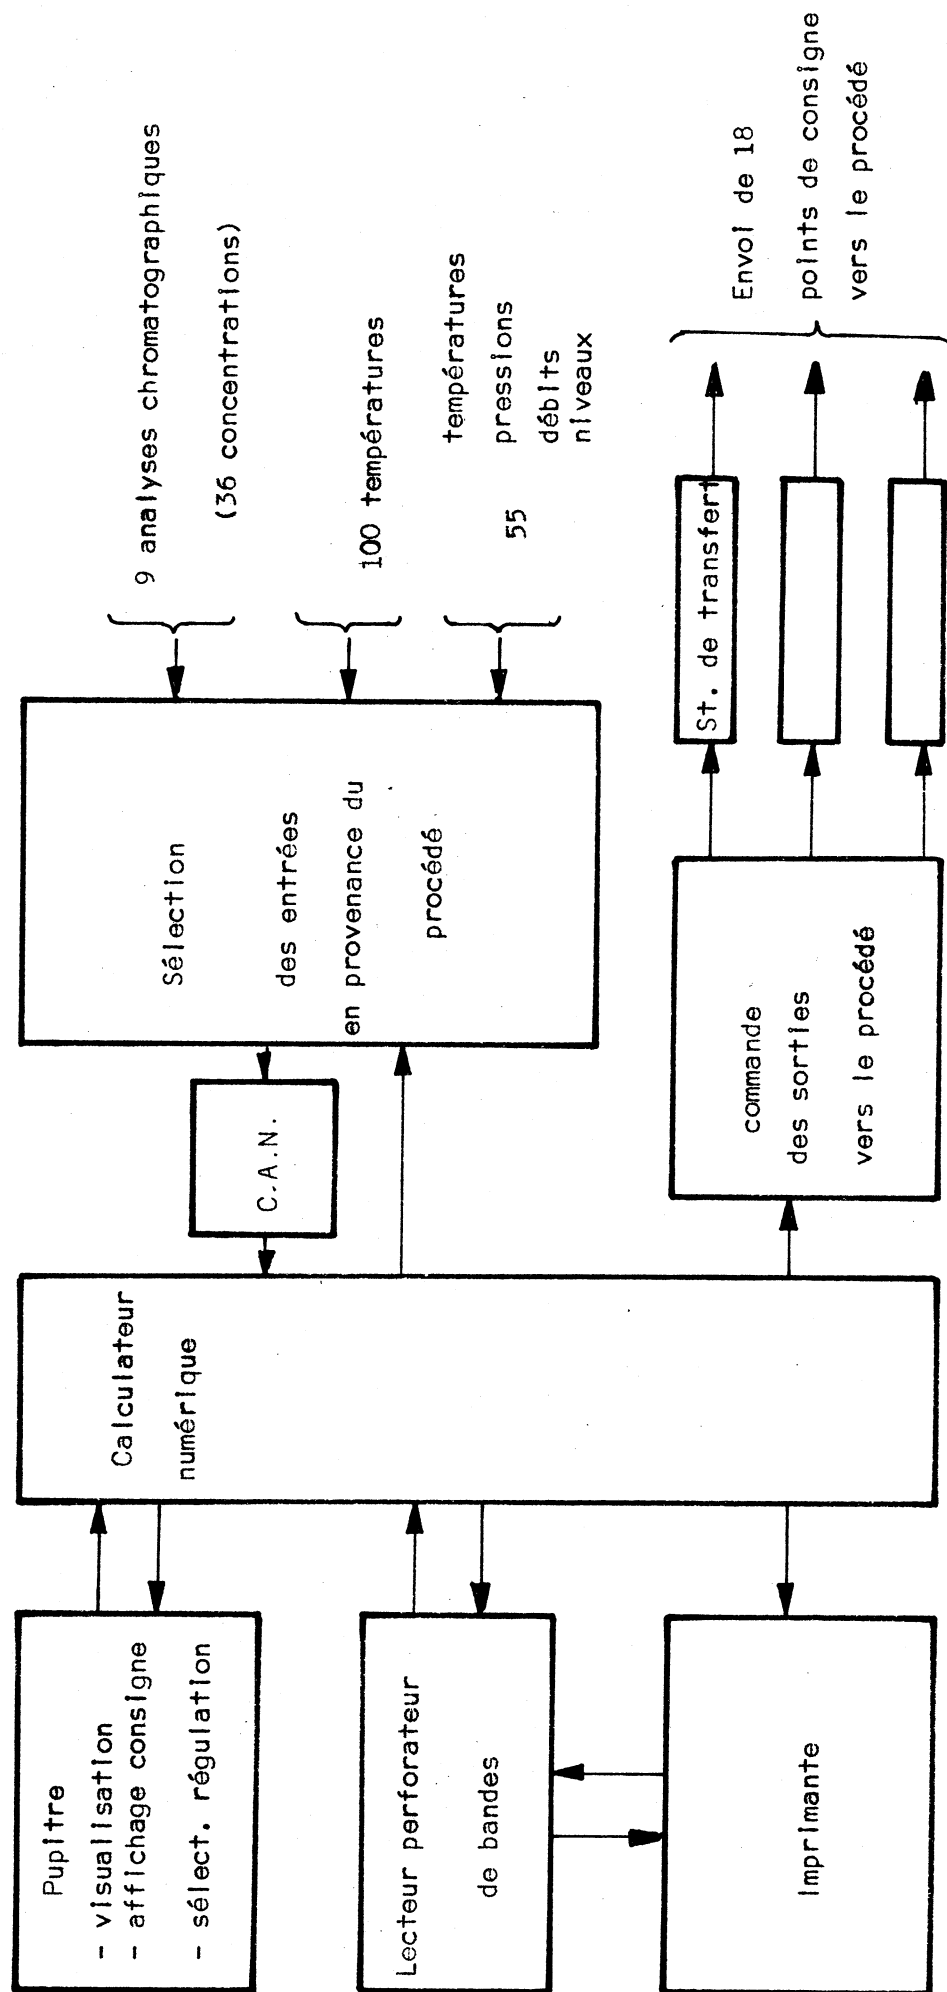 Pupitre
- visualisation
- affichage consigne
- sélect. régulation
Lecteur perforateur
de bandes
Imprimante
Calculateur
numérique
C.A.N.
Sélection
des entrées
en provenance du
procédé
9 analyses chromatographiques
(36 concentrations)
100 températures
55
températures
pressions
débits
niveaux
commande
des sorties
vers le procédé
St. de transfert
Envoi de 18
points de consigne
vers le procédé